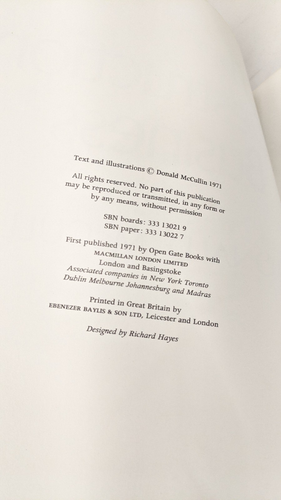 Text and illustrations © Donald McCullin 1971
All rights reserved. No part of this publication
may be reproduced or transmitted, in any form or
by any means, without permission
SBN boards: 333 13021 9
SBN paper: 333 13022 7
First published 1971 by Open Gate Books with
MACMILLAN LONDON LIMITED
London and Basingstoke
Associated companies in New York Toronto
Dublin Melbourne Johannesburg and Madras
Printed in Great Britain by
EBENEZER BAYLIS & SON LTD, Leicester and London
Designed by Richard Hayes